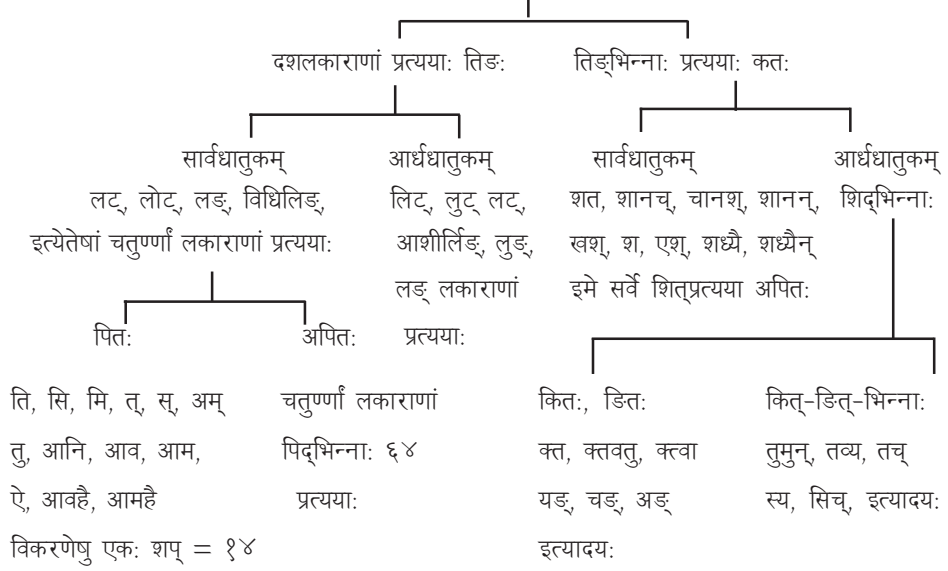 दशलकाराणां प्रत्यया: तिङ:
तिङ्भिन्ना: प्रत्यया: कत:
सार्वधातुकम्
लट्, लोट्, लङ्, विधिलिङ्,
इत्येतेषां चतुर्ण्णां लकाराणां प्रत्यया:
आर्धधातुकम्
लिट्, लुट् लट्,
आशीर्लिङ्, लुङ्,
लङ् लकाराणां
प्रत्यया:
सार्वधातुकम्
शत, शानच्, चानश्, शानन्,
खश्, श, एश्, शध्यै, शध्यैन्
इमे सर्वे शित्प्रत्यया अपित:
आर्धधातुकम्
शिद्भिन्ना:
पित:
ति, सि, मि, त्, स्, अम्
तु, आनि, आव, आम,
ऐ, आवहै, आमहै
विकरणेषु एक: शप् = १४
अपित:
चतुर्ण्णां लकाराणां
पिद्भिन्ना: ६४
प्रत्यया:
कित:, ङित:
क्त, क्तवतु, क्त्वा
यङ्, चङ्, अङ्
इत्यादय:
कित्-ङित्-भिन्ना:
तुमुन्, तव्य, तच्
स्य, सिच्, इत्यादय: